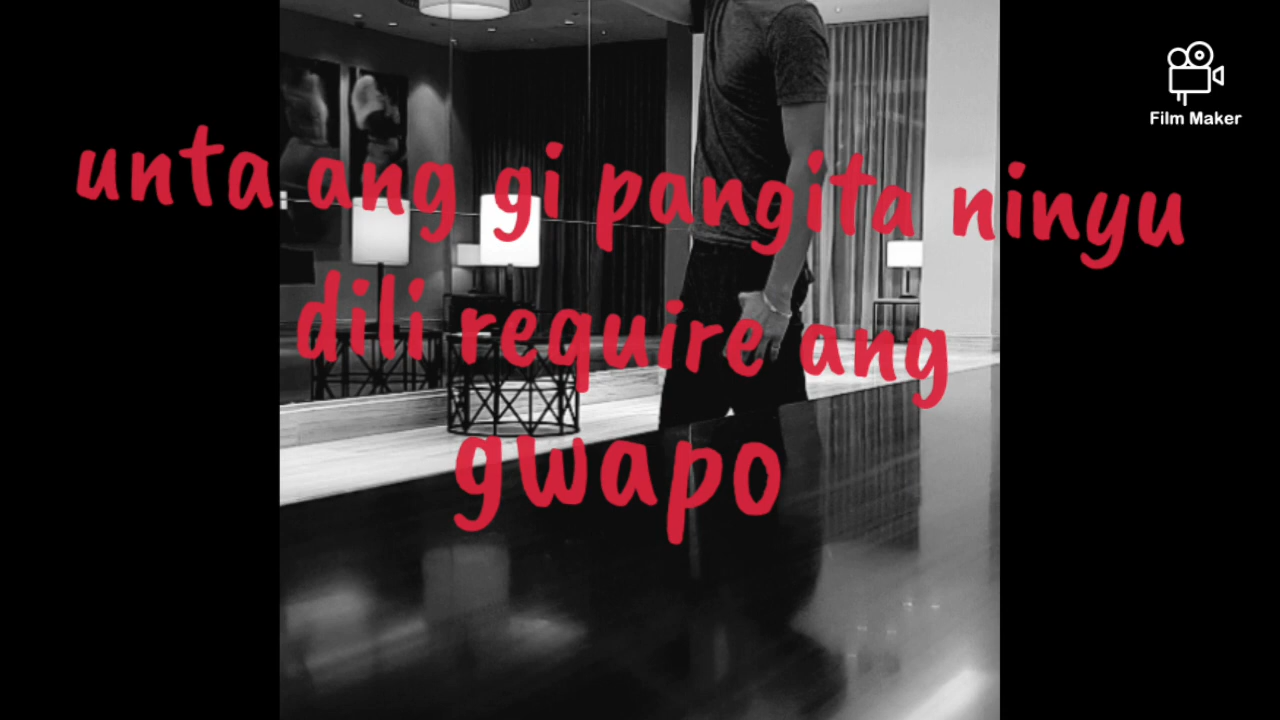 Film Maker
unta ang gi pangita ninyu
dili require ang
gwapo